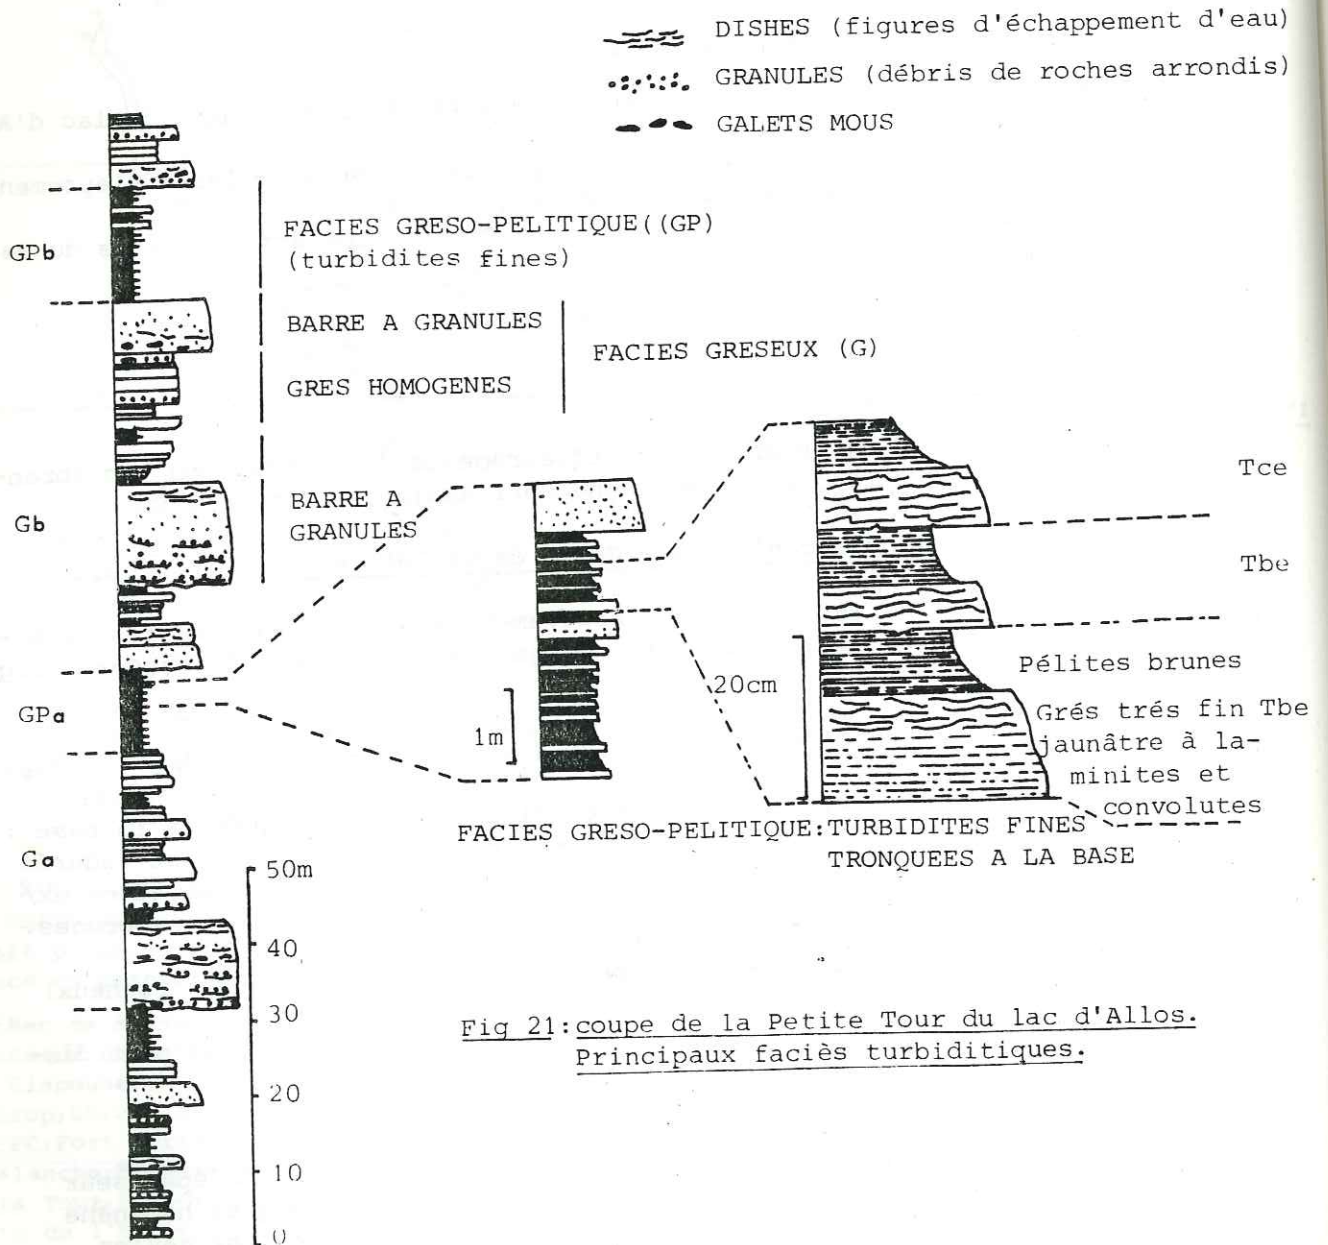 DISHES (figures d'échappement d'eau)
GRANULES (débris de roches arrondis)
GALETS MOUS
GPb
FACIES GRESO-PELITIQUE((GP)
(turbidites fines)
BARRE A GRANULES
FACIES GRESEUX (G)
GRES HOMOGENES
Gb
BARRE A
GRANULES
Tce
Tbe
Pélites brunes
20cm
Grés trés fin Tbe
jaunâtre à la-
minites et
convolutes
GPa
1m
FACIES GRESO-PELITIQUE:TURBIDITES FINES
TRONQUEES A LA BASE
Ga
50m
40
30
20
10
0
Fig 21:coupe de la Petite Tour du lac d'Allos.
Principaux faciès turbiditiques.